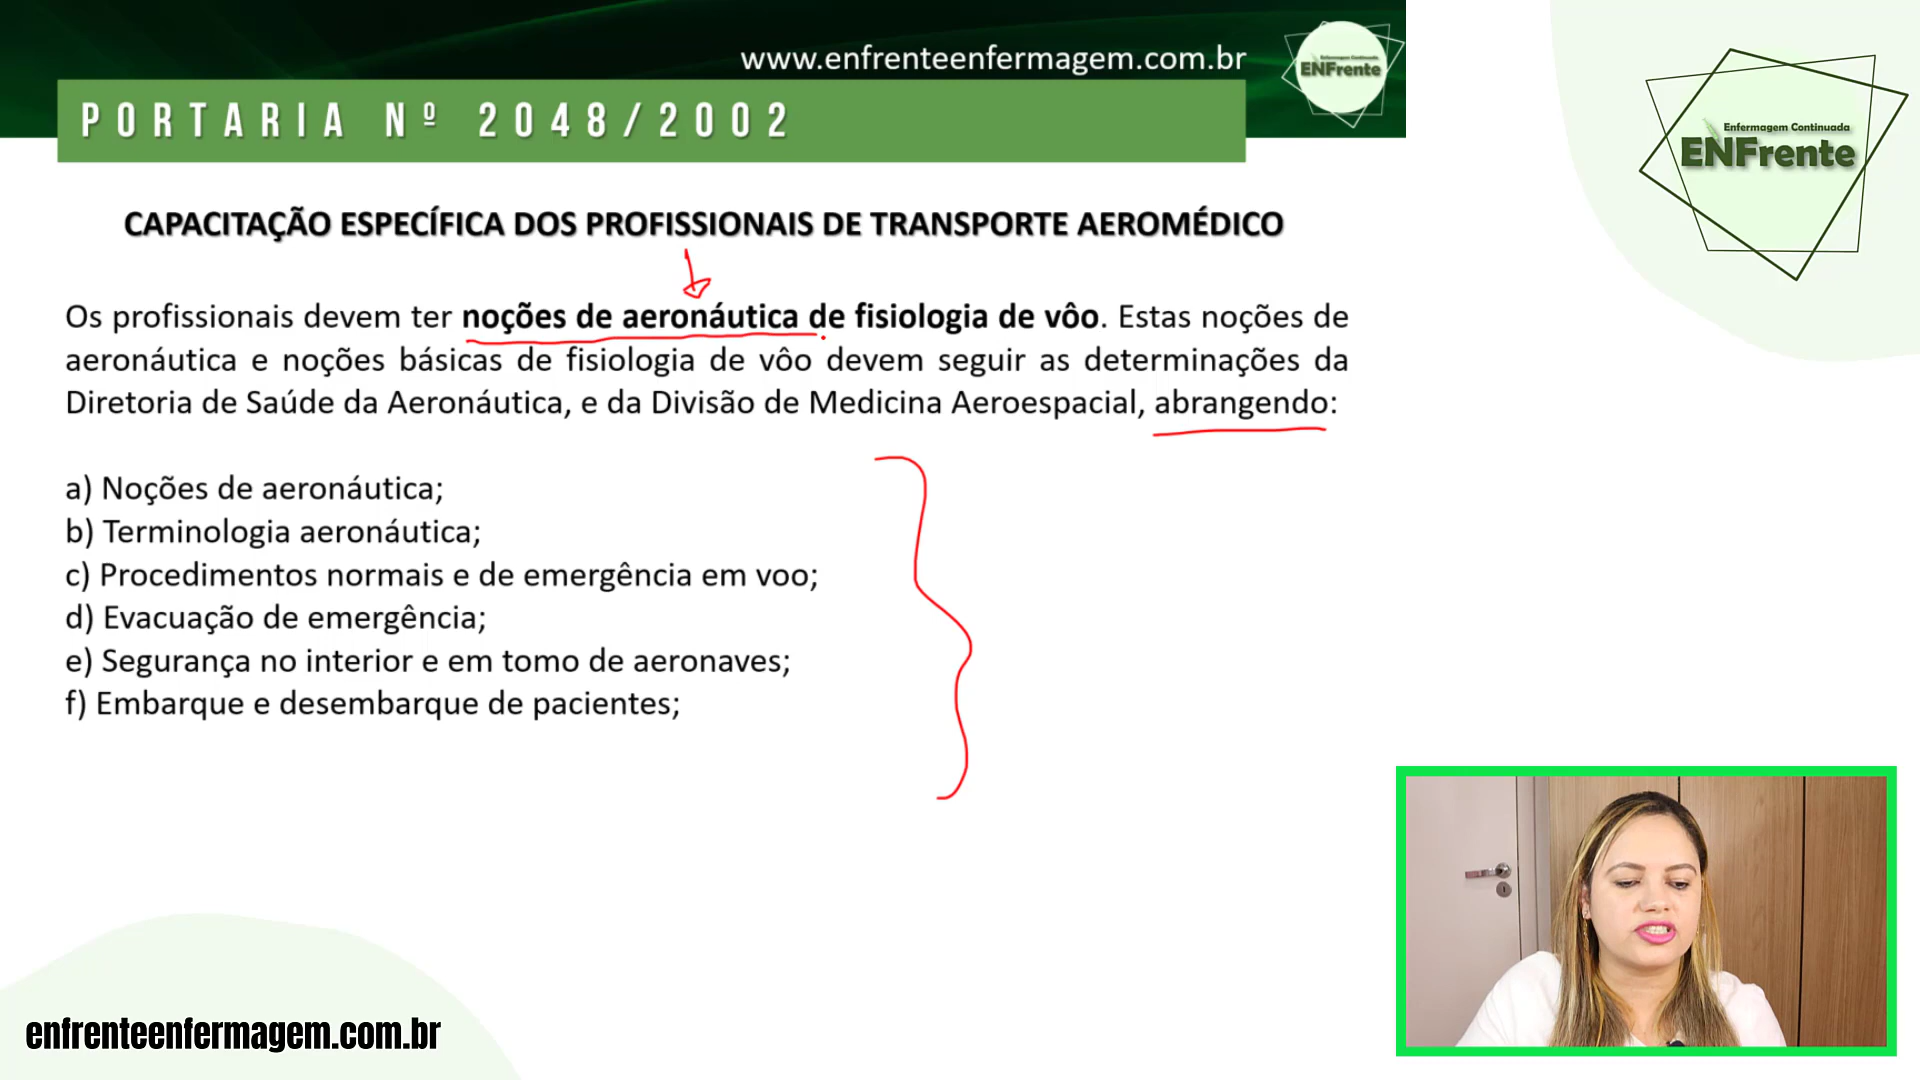 www.enfrenteenfermagem.com.br
Enfermagem Continuada
ENFrente
PORTARIA Nº 2048/2002
Enfermagem Continuada
ENFrente
CAPACITAÇÃO ESPECÍFICA DOS PROFISSIONAIS DE TRANSPORTE AEROMÉDICO
Os profissionais devem ter noções de aeronáutica de fisiologia de vôo. Estas noções de
aeronáutica e noções básicas de fisiologia de vôo devem seguir as determinações da
Diretoria de Saúde da Aeronáutica, e da Divisão de Medicina Aeroespacial, abrangendo:
a) Noções de aeronáutica;
b) Terminologia aeronáutica;
c) Procedimentos normais e de emergência em voo;
d) Evacuação de emergência;
e) Segurança no interior e em tomo de aeronaves;
f) Embarque e desembarque de pacientes;
enfrenteenfermagem.com.br